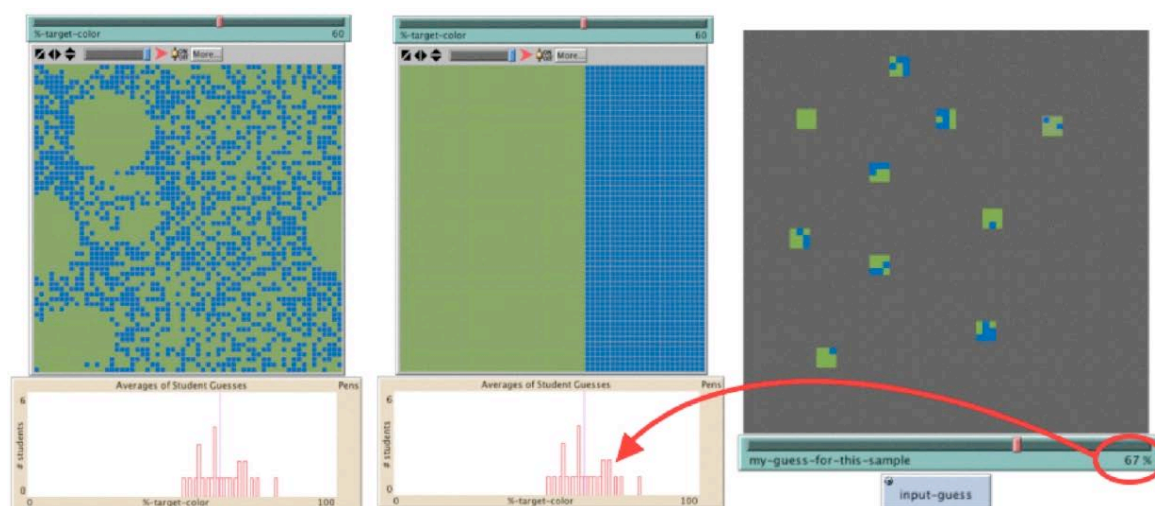 %-target-color 60
More...
Averages of Student Guesses Pens
6
# students
0
0 %-target-color 100
%-target-color 60
More...
Averages of Student Guesses Pens
6
# students
0
0 %-target-color 100
my-guess-for-this-sample 67 %
input-guess